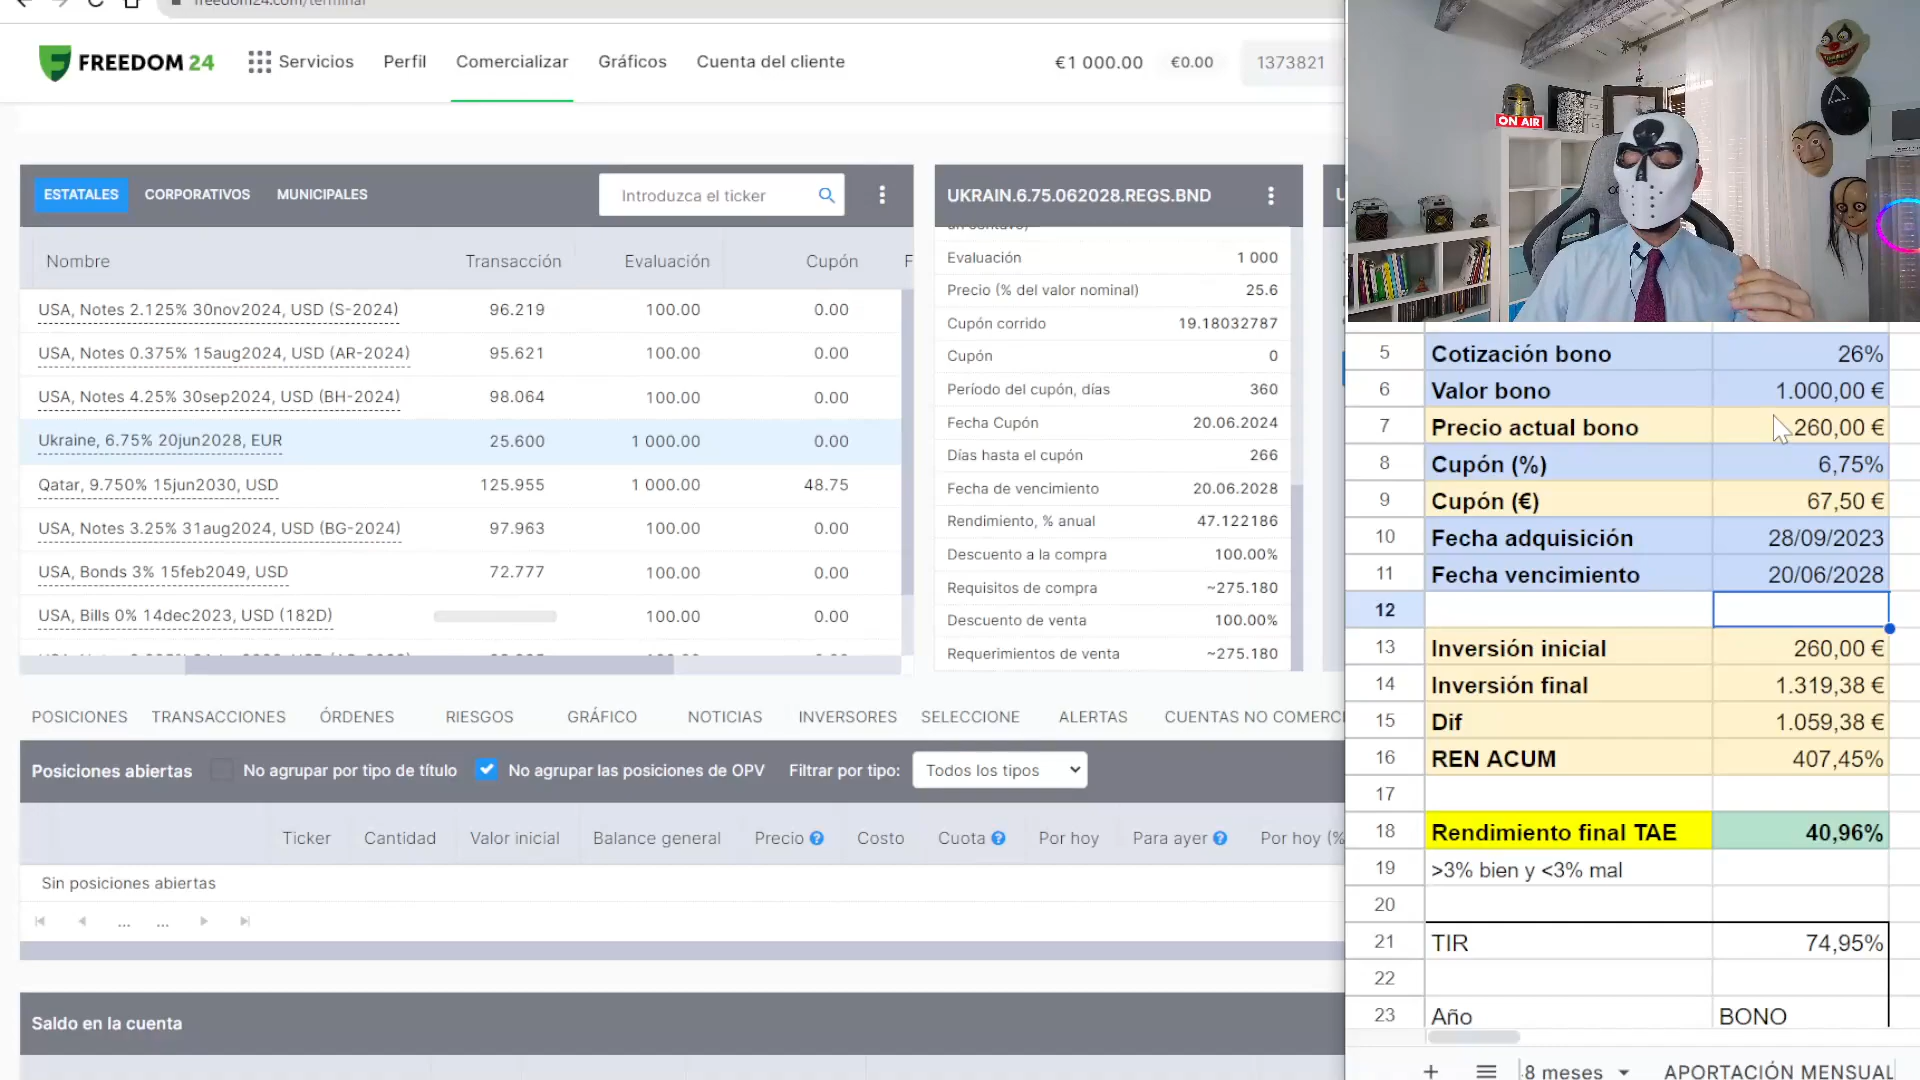 freedom24.com/terminal
FREEDOM 24
Servicios
Perfil
Comercializar
Gráficos
Cuenta del cliente
€1 000.00
€0.00
1373821
ON AIR
ESTATALES
CORPORATIVOS
MUNICIPALES
Introduzca el ticker
Nombre Transacción Evaluación Cupón F
USA, Notes 2.125% 30nov2024, USD (S-2024) 96.219 100.00 0.00
USA, Notes 0.375% 15aug2024, USD (AR-2024) 95.621 100.00 0.00
USA, Notes 4.25% 30sep2024, USD (BH-2024) 98.064 100.00 0.00
Ukraine, 6.75% 20jun2028, EUR 25.600 1 000.00 0.00
Qatar, 9.750% 15jun2030, USD 125.955 1 000.00 48.75
USA, Notes 3.25% 31aug2024, USD (BG-2024) 97.963 100.00 0.00
USA, Bonds 3% 15feb2049, USD 72.777 100.00 0.00
USA, Bills 0% 14dec2023, USD (182D) 100.00 0.00
UKRAIN.6.75.062028.REGS.BND
un centavo,
Evaluación 1 000
Precio (% del valor nominal) 25.6
Cupón corrido 19.18032787
Cupón 0
Período del cupón, días 360
Fecha Cupón 20.06.2024
Días hasta el cupón 266
Fecha de vencimiento 20.06.2028
Rendimiento, % anual 47.122186
Descuento a la compra 100.00%
Requisitos de compra ~275.180
Descuento de venta 100.00%
Requerimientos de venta ~275.180
5 Cotización bono 26%
6 Valor bono 1.000,00 €
7 Precio actual bono 260,00 €
8 Cupón (%) 6,75%
9 Cupón (€) 67,50 €
10 Fecha adquisición 28/09/2023
11 Fecha vencimiento 20/06/2028
12
13 Inversión inicial 260,00 €
14 Inversión final 1.319,38 €
15 Dif 1.059,38 €
16 REN ACUM 407,45%
17
18 Rendimiento final TAE 40,96%
19 >3% bien y <3% mal
20
21 TIR 74,95%
22
23 Año BONO
8 meses
APORTACIÓN MENSUAL
POSICIONES TRANSACCIONES ÓRDENES RIESGOS GRÁFICO NOTICIAS INVERSORES SELECCIONE ALERTAS CUENTAS NO COMERCI
Posiciones abiertas
No agrupar por tipo de título
No agrupar las posiciones de OPV
Filtrar por tipo:
Todos los tipos
Ticker Cantidad Valor inicial Balance general Precio ? Costo Cuota ? Por hoy Para ayer ? Por hoy (%
Sin posiciones abiertas
... ...
Saldo en la cuenta